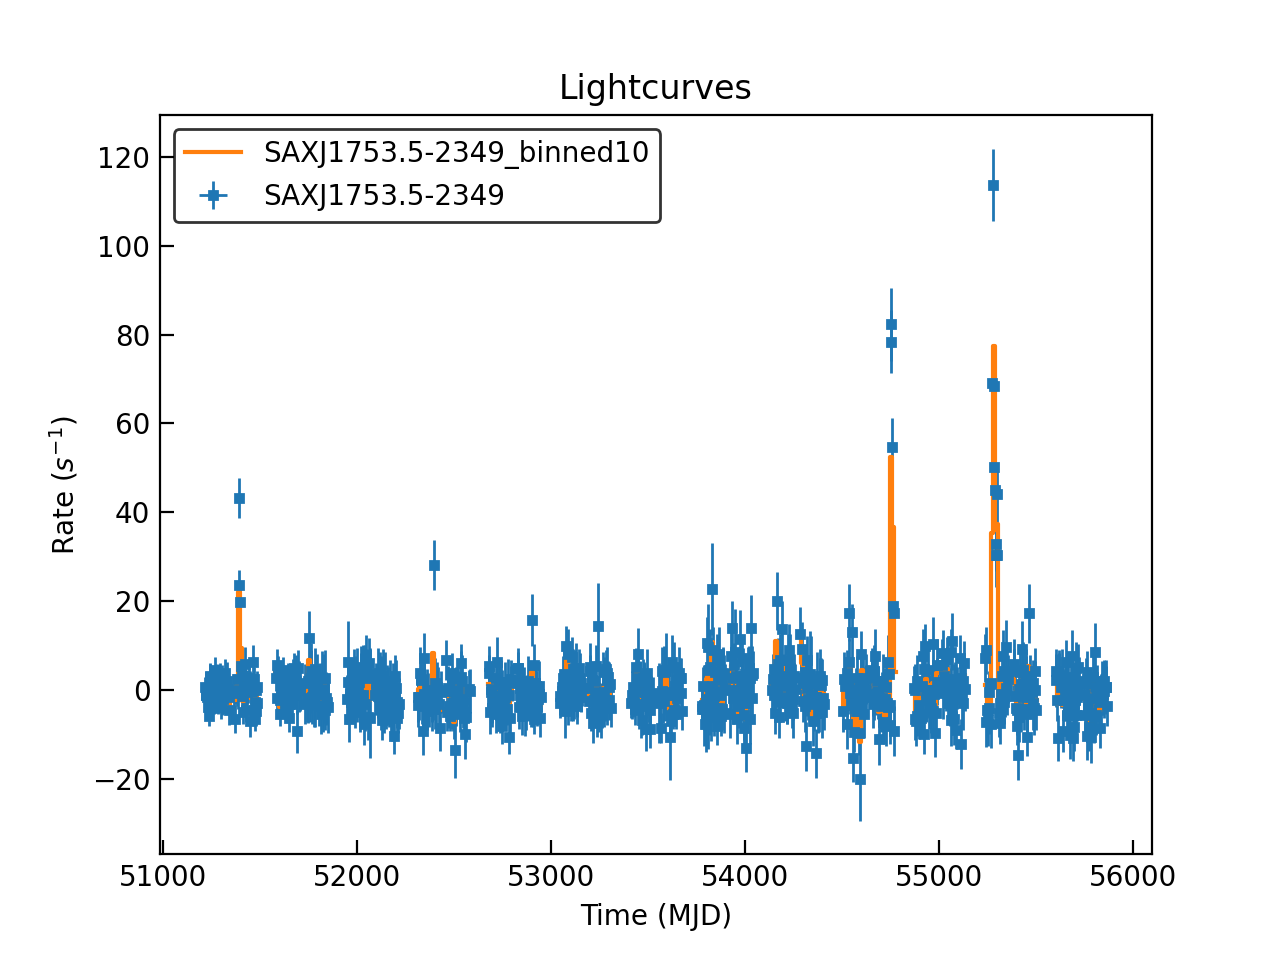 Lightcurves
SAXJ1753.5-2349_binned10
SAXJ1753.5-2349
120
100
80
60
40
20
0
−20
Rate (s⁻¹)
51000 52000 53000 54000 55000 56000
Time (MJD)